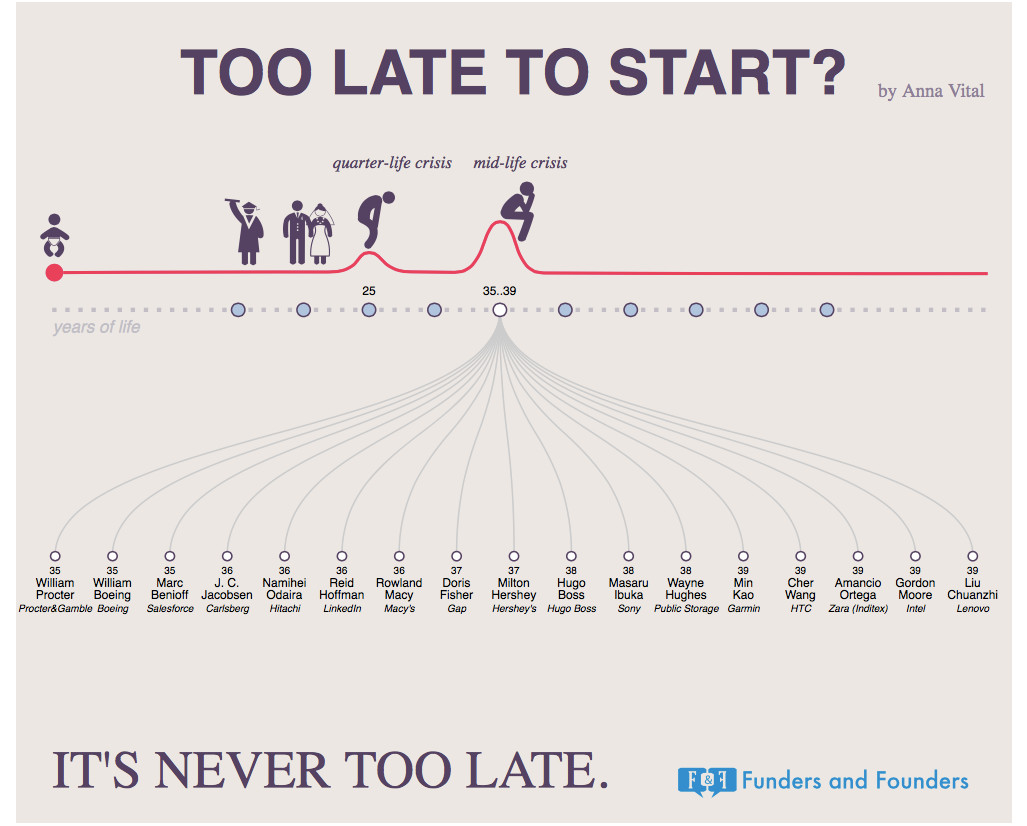 TOO LATE TO START?
by Anna Vital
quarter-life crisis mid-life crisis
25 35..39
years of life
35 35 35 36 36 36 36 37 37 38 38 38 39 39 39 39 39
William William Marc J. C. Namihei Reid Rowland Doris Milton Hugo Masaru Wayne Min Cher Amancio Gordon Liu
Procter Boeing Benioff Jacobsen Odaira Hoffman Macy Fisher Hershey Boss Ibuka Hughes Kao Wang Ortega Moore Chuanzhi
Procter&Gamble Boeing Salesforce Carlsberg Hitachi LinkedIn Macy's Gap Hershey's Hugo Boss Sony Public Storage Garmin HTC Zara (Inditex) Intel Lenovo
IT'S NEVER TOO LATE.
F&F Funders and Founders